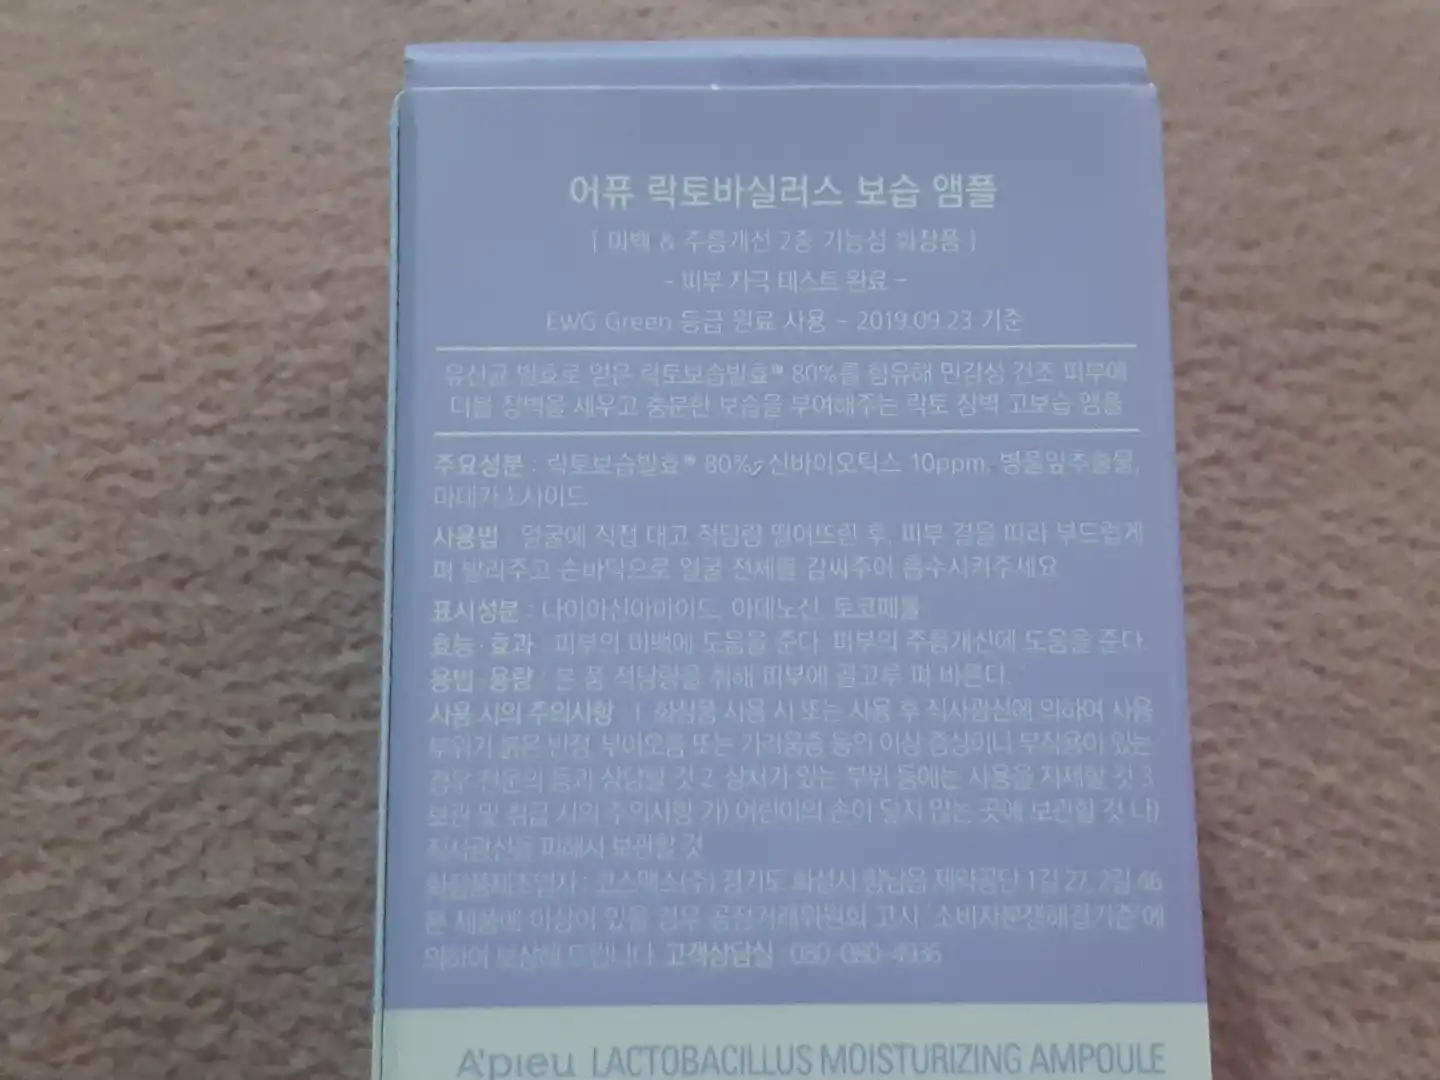 어퓨 락토바실러스 보습 앰플
[ 미백 & 주름개선 2중 기능성 화장품 ]
- 피부 자극 테스트 완료 -
EWG Green 등급 원료 사용 - 2019.09.23 기준
유산균 발효로 얻은 락토보습발효™ 80%를 함유해 민감성 건조 피부에
더블 장벽을 세우고 충분한 보습을 부여해주는 락토 장벽 고보습 앰플
주요성분 : 락토보습발효™ 80%, 신바이오틱스 10ppm, 병풀잎추출물,
마데카소사이드
사용법 : 얼굴에 직접 대고 적당량 떨어뜨린 후, 피부 결을 따라 부드럽게
펴 발라주고 손바닥으로 얼굴 전체를 감싸주어 흡수시켜주세요
표시성분 : 나이아신아마이드, 아데노신, 토코페롤
효능·효과 : 피부의 미백에 도움을 준다. 피부의 주름개선에 도움을 준다.
용법·용량 : 본 품 적당량을 취해 피부에 골고루 펴 바른다.
사용 시의 주의사항 : 1. 화장품 사용 시 또는 사용 후 직사광선에 의하여 사용
부위가 붉은 반점, 부어오름 또는 가려움증 등의 이상 증상이나 부작용이 있는
경우 전문의 등과 상담할 것 2. 상처가 있는 부위 등에는 사용을 자제할 것 3.
보관 및 취급 시의 주의사항 가) 어린이의 손이 닿지 않는 곳에 보관할 것 나)
직사광선을 피해서 보관할 것
화장품제조업자 : 코스맥스(주) 경기도 화성시 향남읍 제약공단 1길 27, 2길 46
본 제품에 이상이 있을 경우 공정거래위원회 고시 '소비자분쟁해결기준'에
의하여 보상해 드립니다. 고객상담실 : 080-080-4936
A'PIEU LACTOBACILLUS MOISTURIZING AMPOULE